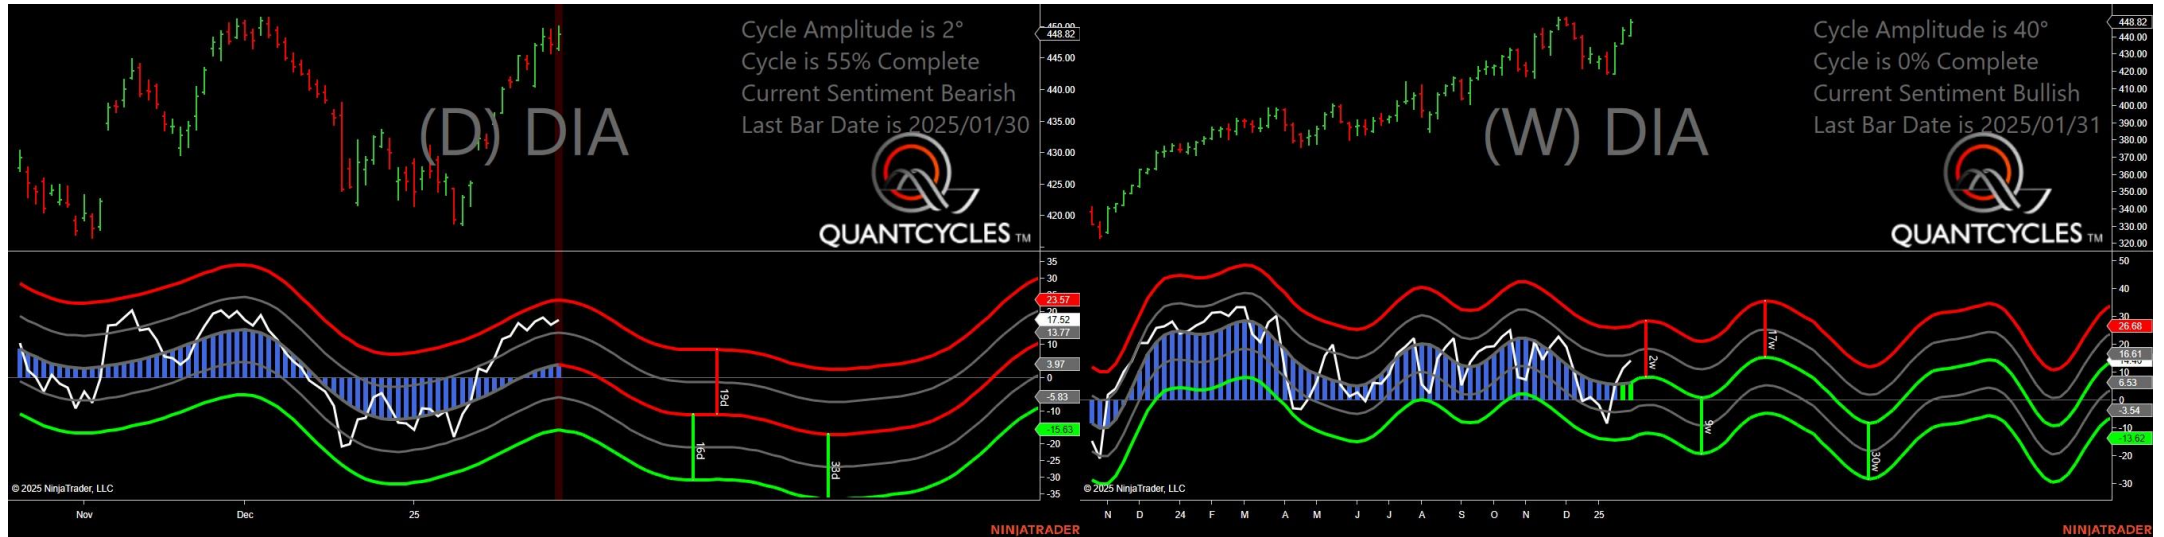 Cycle Amplitude is 2°
Cycle is 55% Complete
Current Sentiment Bearish
Last Bar Date is 2025/01/30
(D) DIA
QUANTCYCLES TM
450.00
448.82
445.00
440.00
435.00
430.00
425.00
420.00
35
30
25
23.57
20
17.52
13.77
10
3.97
0
-5.83
-10
-15.63
-20
-25
-30
-35
19d
16d
33d
© 2025 NinjaTrader, LLC
Nov
Dec
25
NINJATRADER
Cycle Amplitude is 40°
Cycle is 0% Complete
Current Sentiment Bullish
Last Bar Date is 2025/01/31
(W) DIA
QUANTCYCLES TM
448.82
440.00
430.00
420.00
410.00
400.00
390.00
380.00
370.00
360.00
350.00
340.00
330.00
320.00
50
40
30
26.68
20
16.61
10
6.53
0
-3.54
-10
-13.62
-20
-30
2w
17w
9w
30w
© 2025 NinjaTrader, LLC
N D 24 F M A M J J A S O N D 25
NINJATRADER